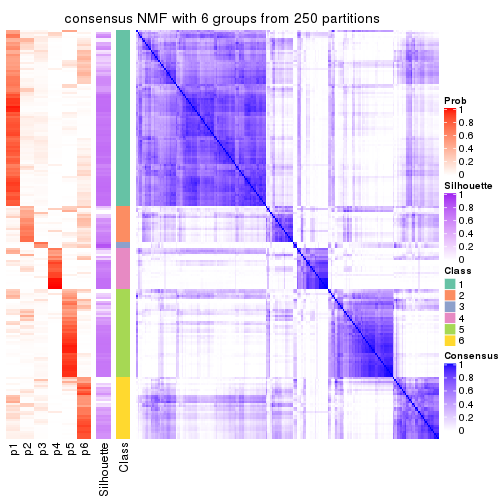 consensus NMF with 6 groups from 250 partitions
Prob
1
0.8
0.6
0.4
0.2
0
Silhouette
1
0.8
0.6
0.4
0.2
0
Class
1
2
3
4
5
6
Consensus
1
0.8
0.6
0.4
0.2
0
p1
p2
p3
p4
p5
p6
Silhouette
Class